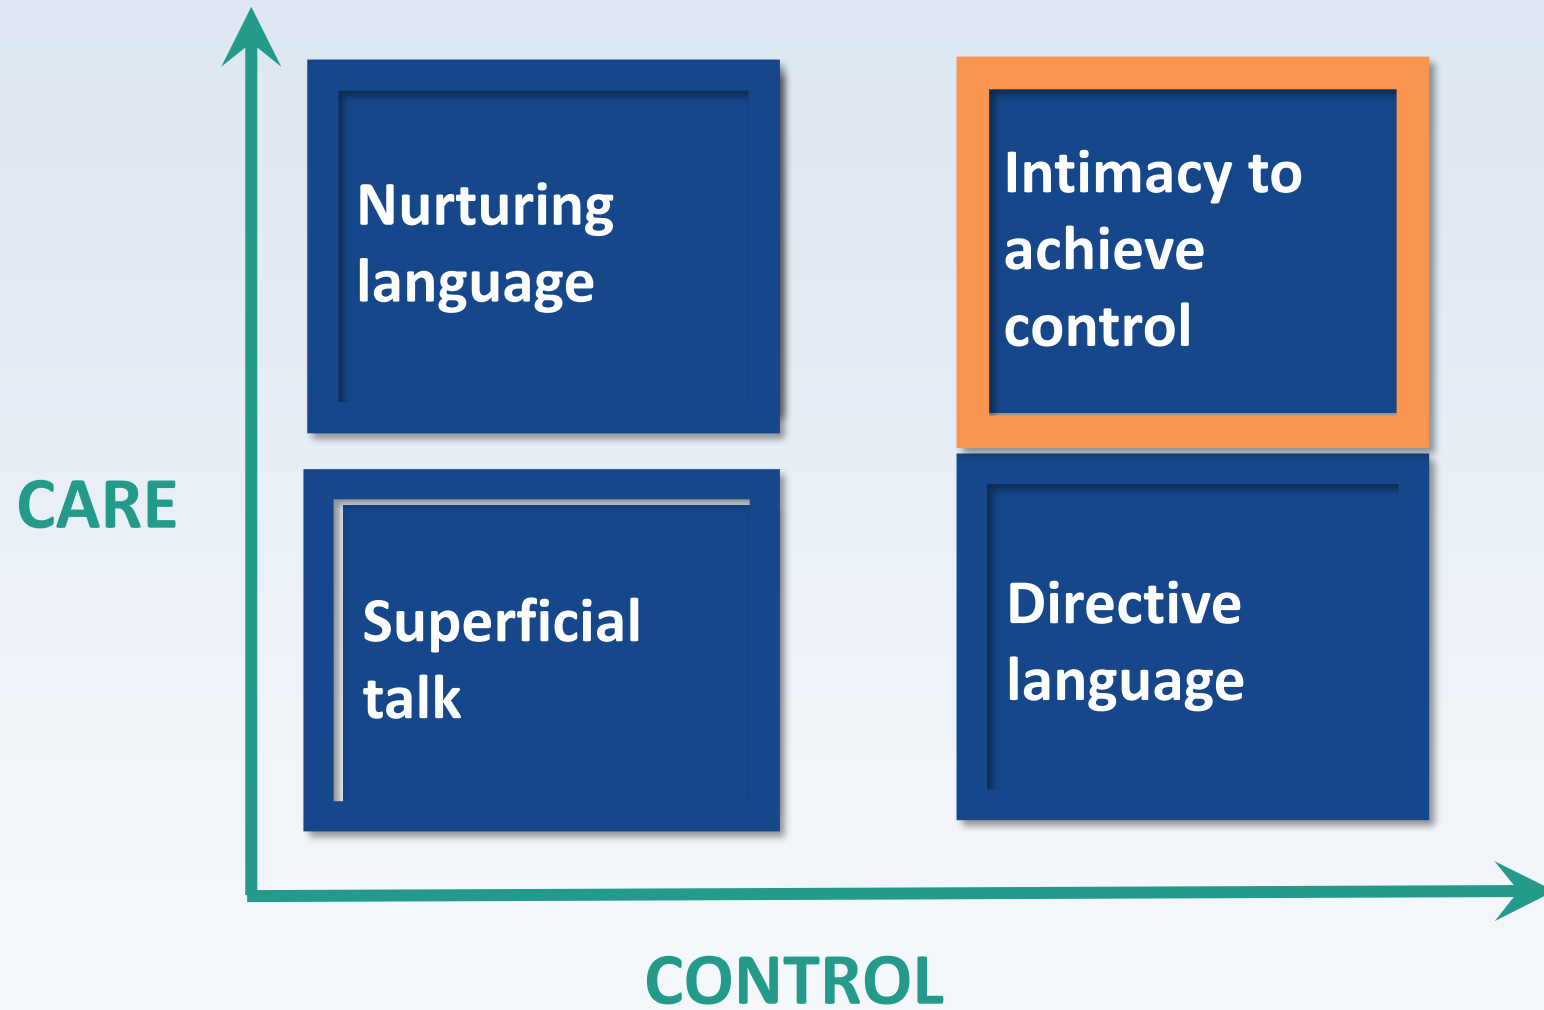 Nurturing
language
Intimacy to
achieve
control
CARE
Superficial
talk
Directive
language
CONTROL